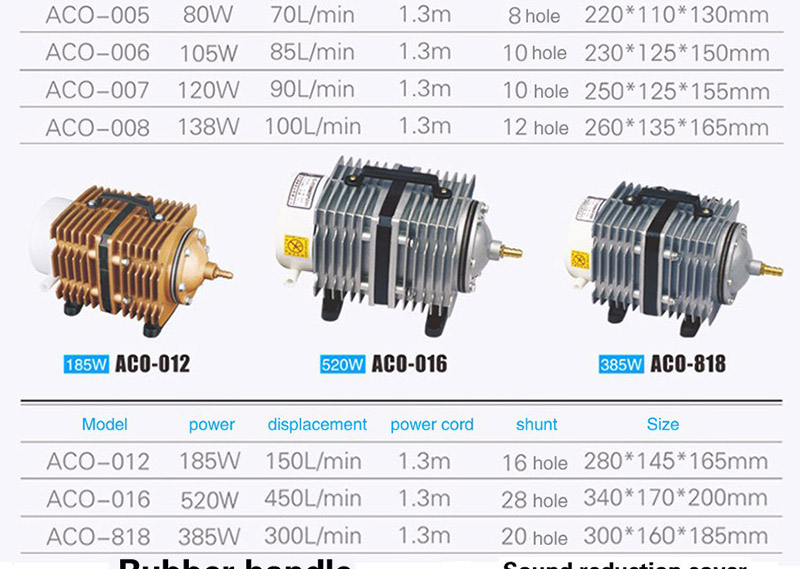 ACO-005 80W 70L/min 1.3m 8 hole 220*110*130mm
ACO-006 105W 85L/min 1.3m 10 hole 230*125*150mm
ACO-007 120W 90L/min 1.3m 10 hole 250*125*155mm
ACO-008 138W 100L/min 1.3m 12 hole 260*135*165mm
185W ACO-012 520W ACO-016 385W ACO-818
Model power displacement power cord shunt Size
ACO-012 185W 150L/min 1.3m 16 hole 280*145*165mm
ACO-016 520W 450L/min 1.3m 28 hole 340*170*200mm
ACO-818 385W 300L/min 1.3m 20 hole 300*160*185mm
Rubber handle Sound reduction cover